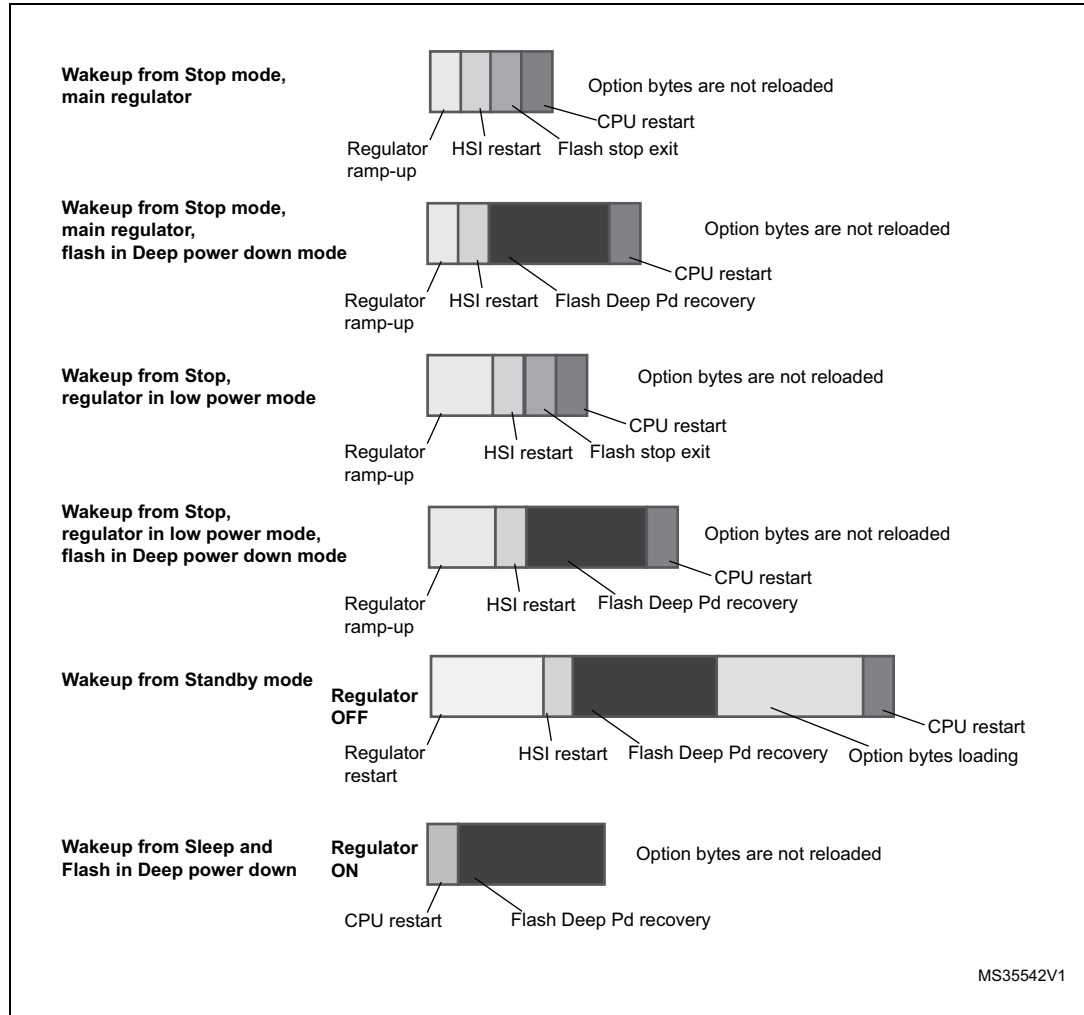 Wakeup from Stop mode,
main regulator
Option bytes are not reloaded
CPU restart
Regulator
ramp-up
HSI restart
Flash stop exit
Wakeup from Stop mode,
main regulator,
flash in Deep power down mode
Option bytes are not reloaded
CPU restart
Regulator
ramp-up
HSI restart
Flash Deep Pd recovery
Wakeup from Stop,
regulator in low power mode
Option bytes are not reloaded
CPU restart
Regulator
ramp-up
HSI restart
Flash stop exit
Wakeup from Stop,
regulator in low power mode,
flash in Deep power down mode
Option bytes are not reloaded
CPU restart
Regulator
ramp-up
HSI restart
Flash Deep Pd recovery
Wakeup from Standby mode
Regulator
OFF
CPU restart
Regulator
restart
HSI restart
Flash Deep Pd recovery
Option bytes loading
Wakeup from Sleep and
Flash in Deep power down
Regulator
ON
Option bytes are not reloaded
CPU restart
Flash Deep Pd recovery
MS35542V1